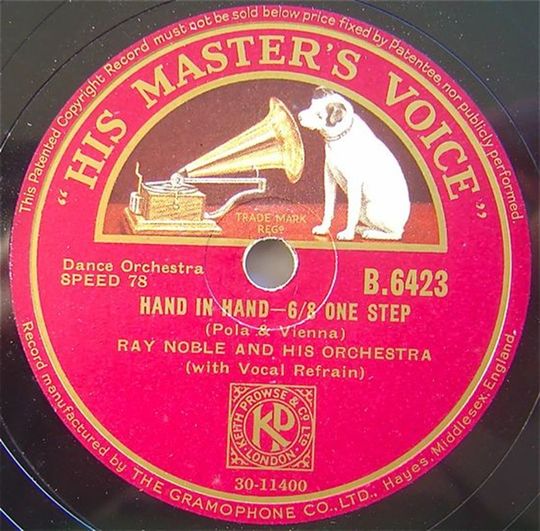 This Patented Copyright Record must not be sold below price fixed by Patentee, nor publicly performed.
"HIS MASTER'S VOICE"
TRADE MARK
REGD
Dance Orchestra
SPEED 78
B.6423
HAND IN HAND—6/8 ONE STEP
(Pola & Vienna)
RAY NOBLE AND HIS ORCHESTRA
(with Vocal Refrain)
KEITH PROWSE & CO LTD
KP
LONDON.
30-11400
Record manufactured by THE GRAMOPHONE CO., LTD., Hayes, Middlesex, England.